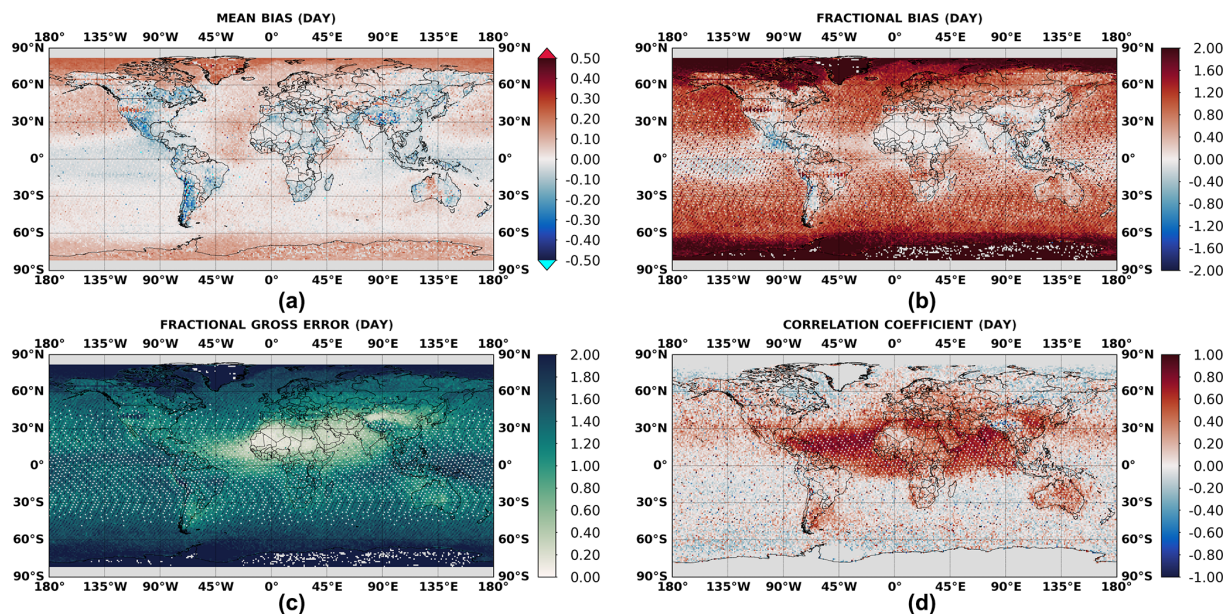 MEAN BIAS (DAY)
180° 135°W 90°W 45°W 0° 45°E 90°E 135°E 180°
90°N 90°N
60°N 60°N
30°N 30°N
0° 0°
30°S 30°S
60°S 60°S
90°S 90°S
180° 135°W 90°W 45°W 0° 45°E 90°E 135°E 180°
0.50
0.40
0.30
0.20
0.10
0.00
-0.10
-0.20
-0.30
-0.40
-0.50
(a)
FRACTIONAL BIAS (DAY)
180° 135°W 90°W 45°W 0° 45°E 90°E 135°E 180°
90°N 90°N
60°N 60°N
30°N 30°N
0° 0°
30°S 30°S
60°S 60°S
90°S 90°S
180° 135°W 90°W 45°W 0° 45°E 90°E 135°E 180°
2.00
1.60
1.20
0.80
0.40
0.00
-0.40
-0.80
-1.20
-1.60
-2.00
(b)
FRACTIONAL GROSS ERROR (DAY)
180° 135°W 90°W 45°W 0° 45°E 90°E 135°E 180°
90°N 90°N
60°N 60°N
30°N 30°N
0° 0°
30°S 30°S
60°S 60°S
90°S 90°S
180° 135°W 90°W 45°W 0° 45°E 90°E 135°E 180°
2.00
1.80
1.60
1.40
1.20
1.00
0.80
0.60
0.40
0.20
0.00
(c)
CORRELATION COEFFICIENT (DAY)
180° 135°W 90°W 45°W 0° 45°E 90°E 135°E 180°
90°N 90°N
60°N 60°N
30°N 30°N
0° 0°
30°S 30°S
60°S 60°S
90°S 90°S
180° 135°W 90°W 45°W 0° 45°E 90°E 135°E 180°
1.00
0.80
0.60
0.40
0.20
0.00
-0.20
-0.40
-0.60
-0.80
-1.00
(d)